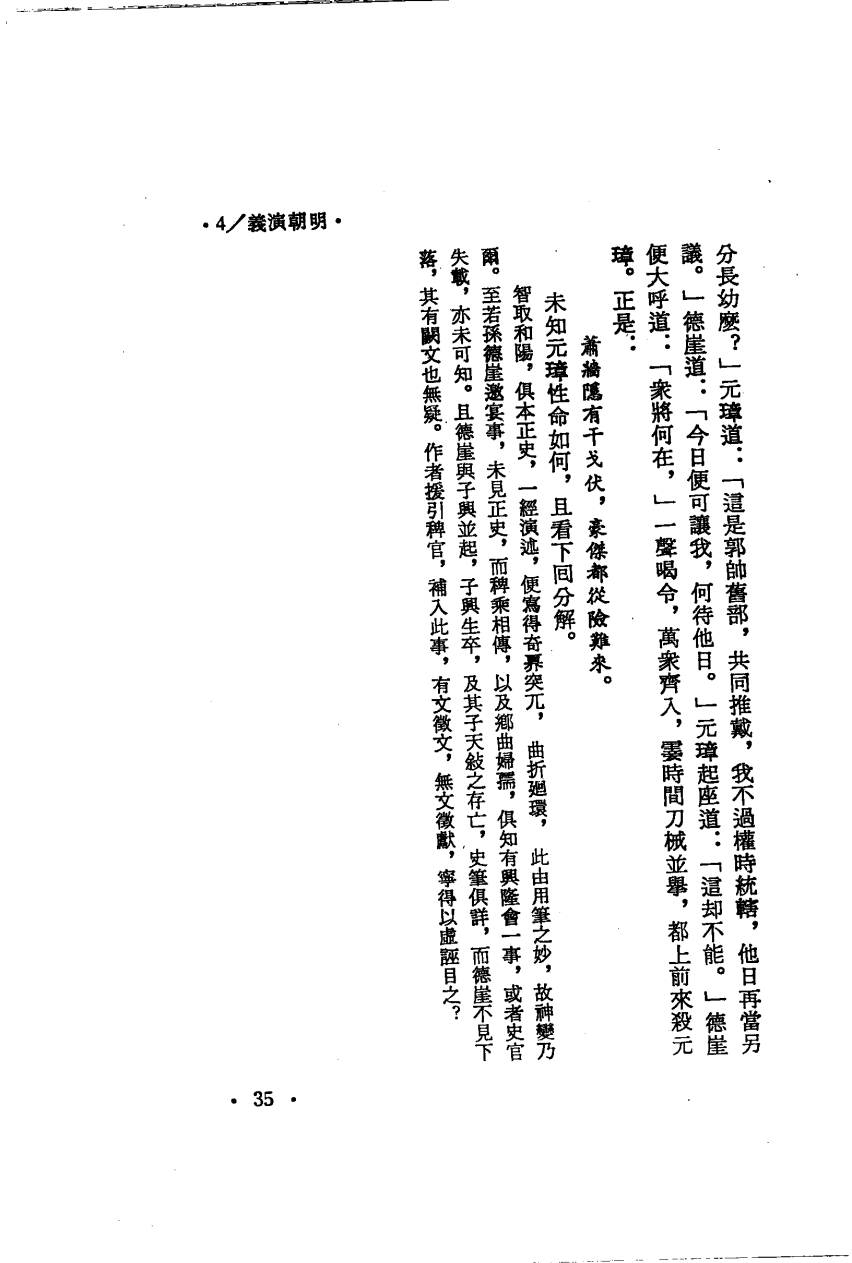 •4／義演朝明•
分長幼麼？」元璋道：「這是郭帥舊部，共同推戴，我不過權時統轄，他日再當另
議。」德崖道：「今日便可讓我，何待他日。」元璋起座道：「這却不能。」德崖
便大呼道：「衆將何在，」一聲喝令，萬衆齊入，霎時間刀械並舉，都上前來殺元
璋。正是：
蕭牆隱有干戈伏，豪傑都從險難來。
未知元璋性命如何，且看下回分解。
智取和陽，俱本正史，一經演述，便寫得奇界突兀，曲折廻環，此由用筆之妙，故神變乃
爾。至若孫德崖邀宴事，未見正史，而稗乘相傳，以及鄉曲婦孺，俱知有興隆會一事，或者史官
失載，亦未可知。且德崖與子興並起，子興生卒，及其子天敍之存亡，史筆俱詳，而德崖不見下
落，其有闕文也無疑。作者援引稗官，補入此事，有文徵文，無文徵獻，寧得以虛誣目之？
• 35 •